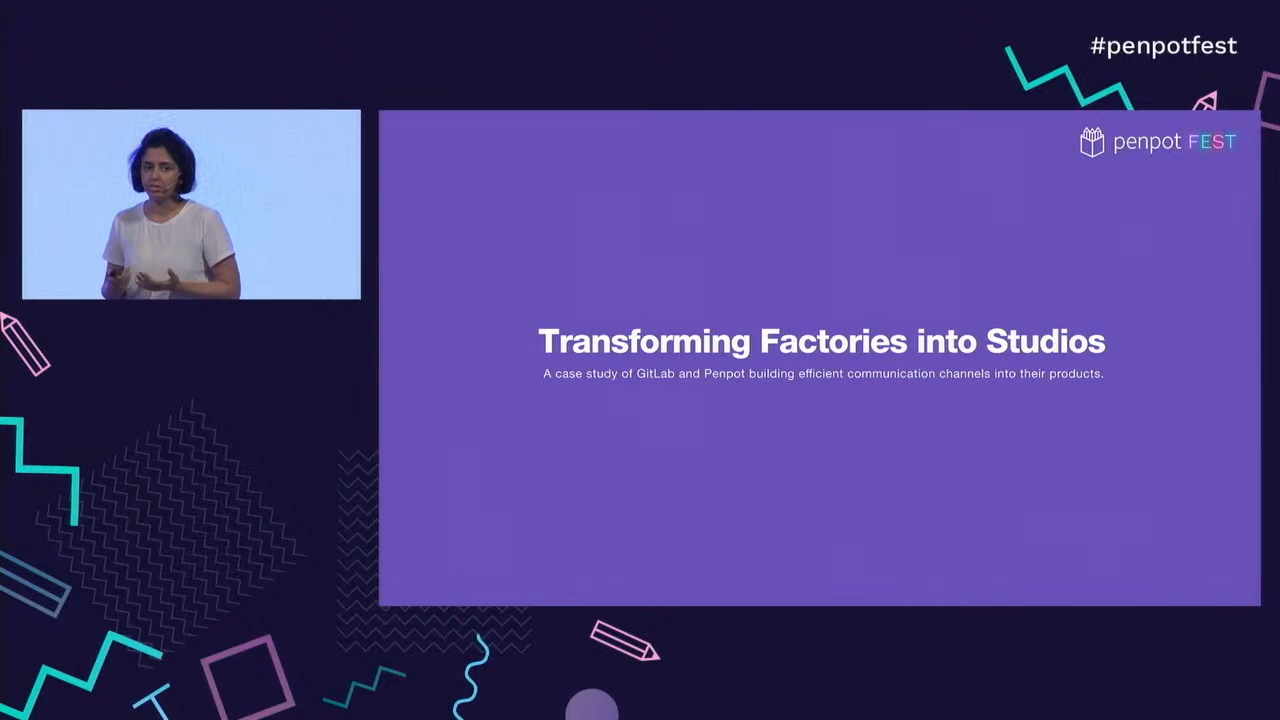 #penpotfest
penpot FEST
Transforming Factories into Studios
A case study of GitLab and Penpot building efficient communication channels into their products.